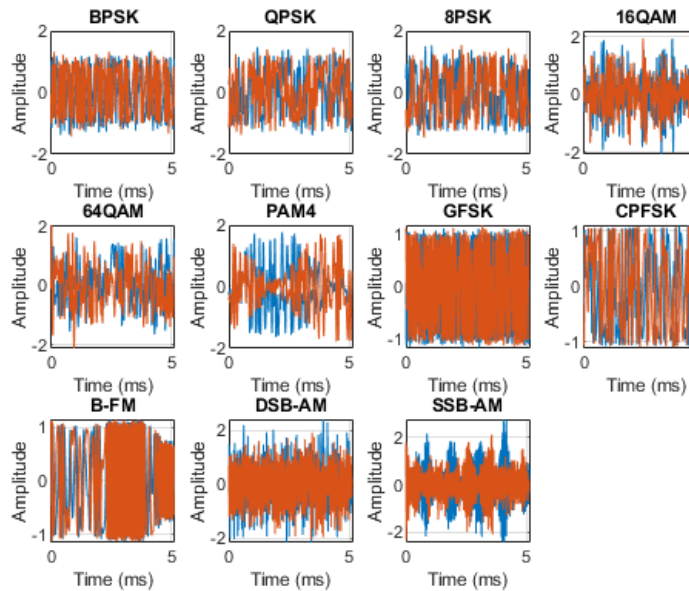 BPSK QPSK 8PSK 16QAM
2 2 2 2
Amplitude Amplitude Amplitude Amplitude
0 0 0 0
-2 -2 -2 -2
0 5 0 5 0 5 0 5
Time (ms) Time (ms) Time (ms) Time (ms)
64QAM PAM4 GFSK CPFSK
2 2 1 1
Amplitude Amplitude Amplitude Amplitude
0 0 0 0
-2 -2 -1 -1
0 5 0 5 0 5 0 5
Time (ms) Time (ms) Time (ms) Time (ms)
B-FM DSB-AM SSB-AM
1 2 2
Amplitude Amplitude Amplitude
0 0 0
-1 -2 -2
0 5 0 5 0 5
Time (ms) Time (ms) Time (ms)